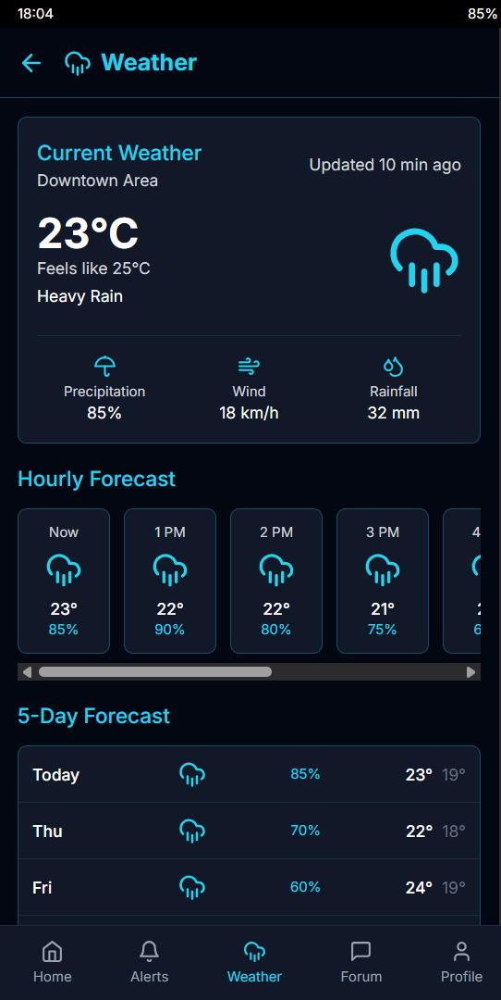 18:04 85%
Weather
Current Weather
Updated 10 min ago
Downtown Area
23°C
Feels like 25°C
Heavy Rain
Precipitation Wind Rainfall
85% 18 km/h 32 mm
Hourly Forecast
Now 1 PM 2 PM 3 PM 4
23° 22° 22° 21°
85% 90% 80% 75% 6
5-Day Forecast
Today 85% 23° 19°
Thu 70% 22° 18°
Fri 60% 24° 19°
Home Alerts Weather Forum Profile